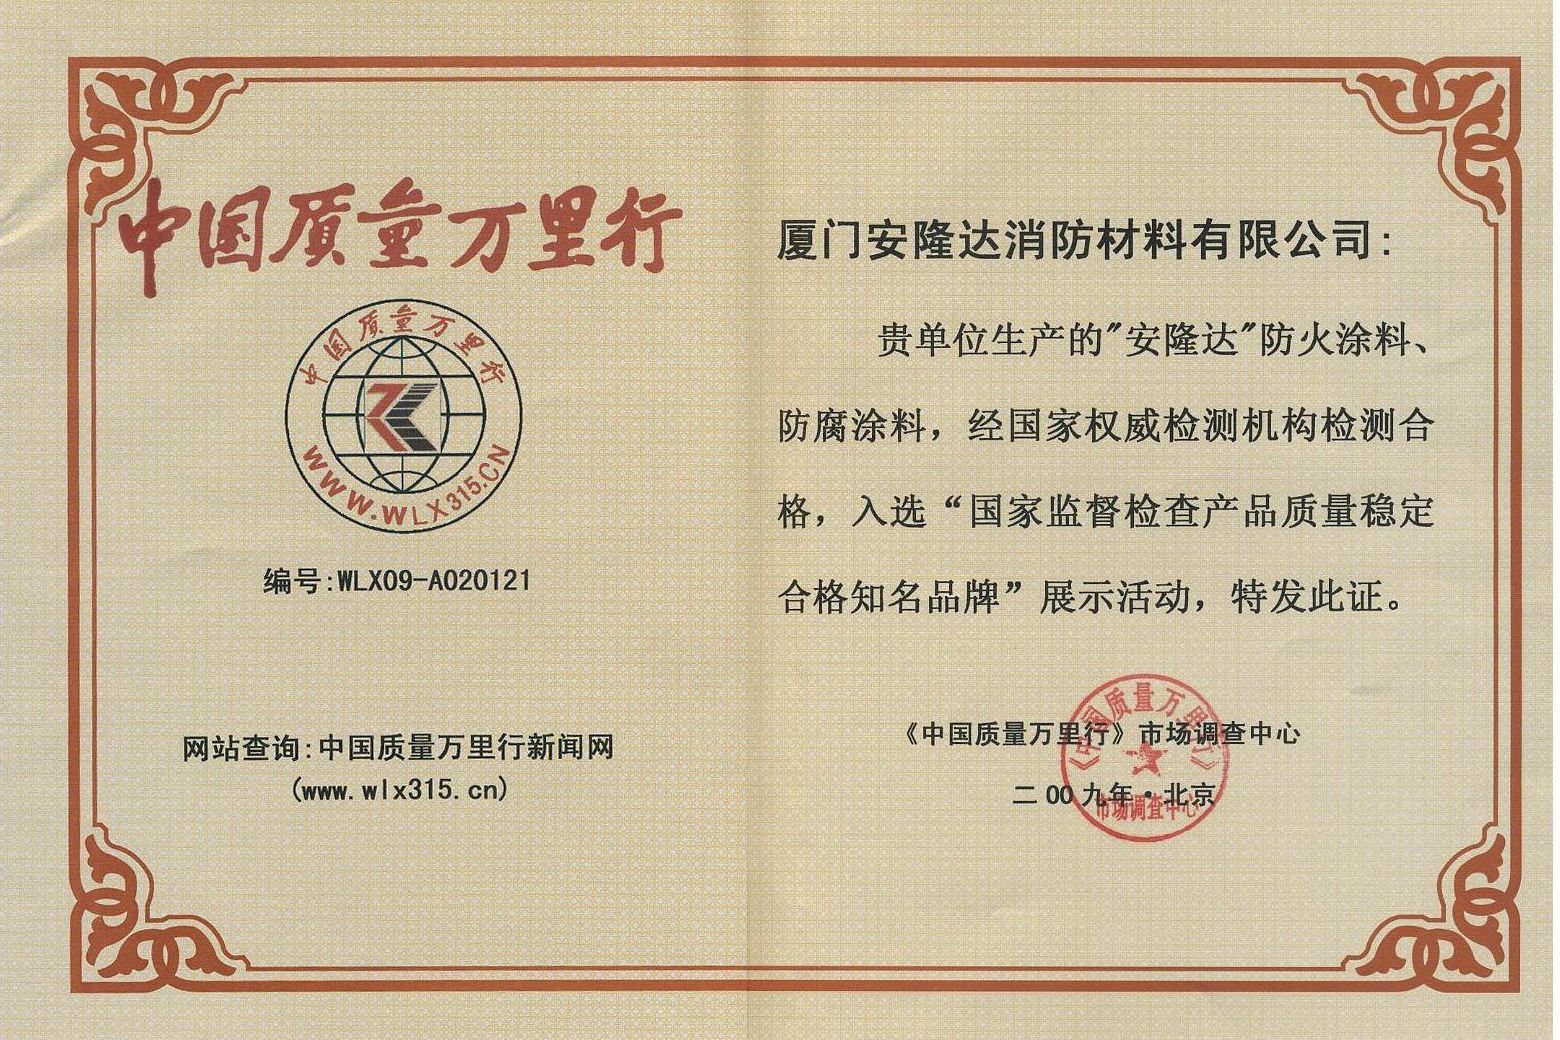 中国质量万里行
中国质量万里行
WWW.WLX315.CN
编号:WLX09-A020121
网站查询:中国质量万里行新闻网
(www.wlx315.cn)
厦门安隆达消防材料有限公司:
贵单位生产的"安隆达"防火涂料、
防腐涂料，经国家权威检测机构检测合
格，入选“国家监督检查产品质量稳定
合格知名品牌”展示活动，特发此证。
《中国质量万里行》市场调查中心
二00九年·北京
《中国质量万里行》
市场调查中心